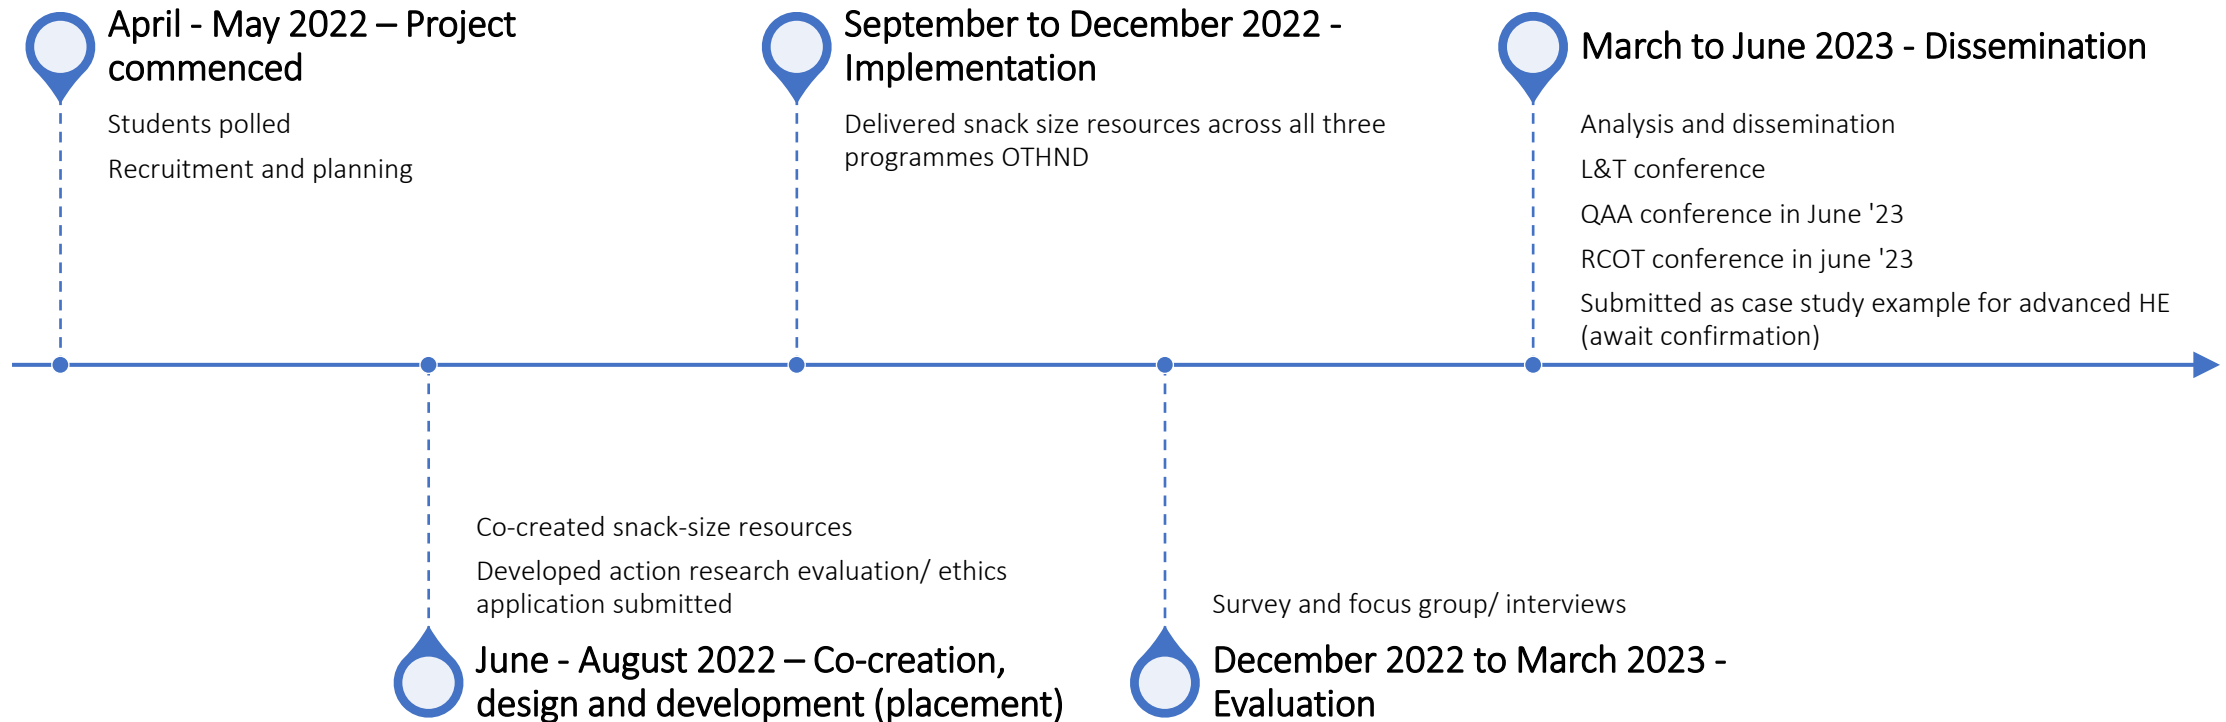 April - May 2022 – Project
commenced
Students polled
Recruitment and planning
June - August 2022 – Co-creation,
design and development (placement)
Co-created snack-size resources
Developed action research evaluation/ ethics
application submitted
September to December 2022 -
Implementation
Delivered snack size resources across all three
programmes OTHND
December 2022 to March 2023 -
Evaluation
Survey and focus group/ interviews
March to June 2023 - Dissemination
Analysis and dissemination
L&T conference
QAA conference in June '23
RCOT conference in june '23
Submitted as case study example for advanced HE
(await confirmation)